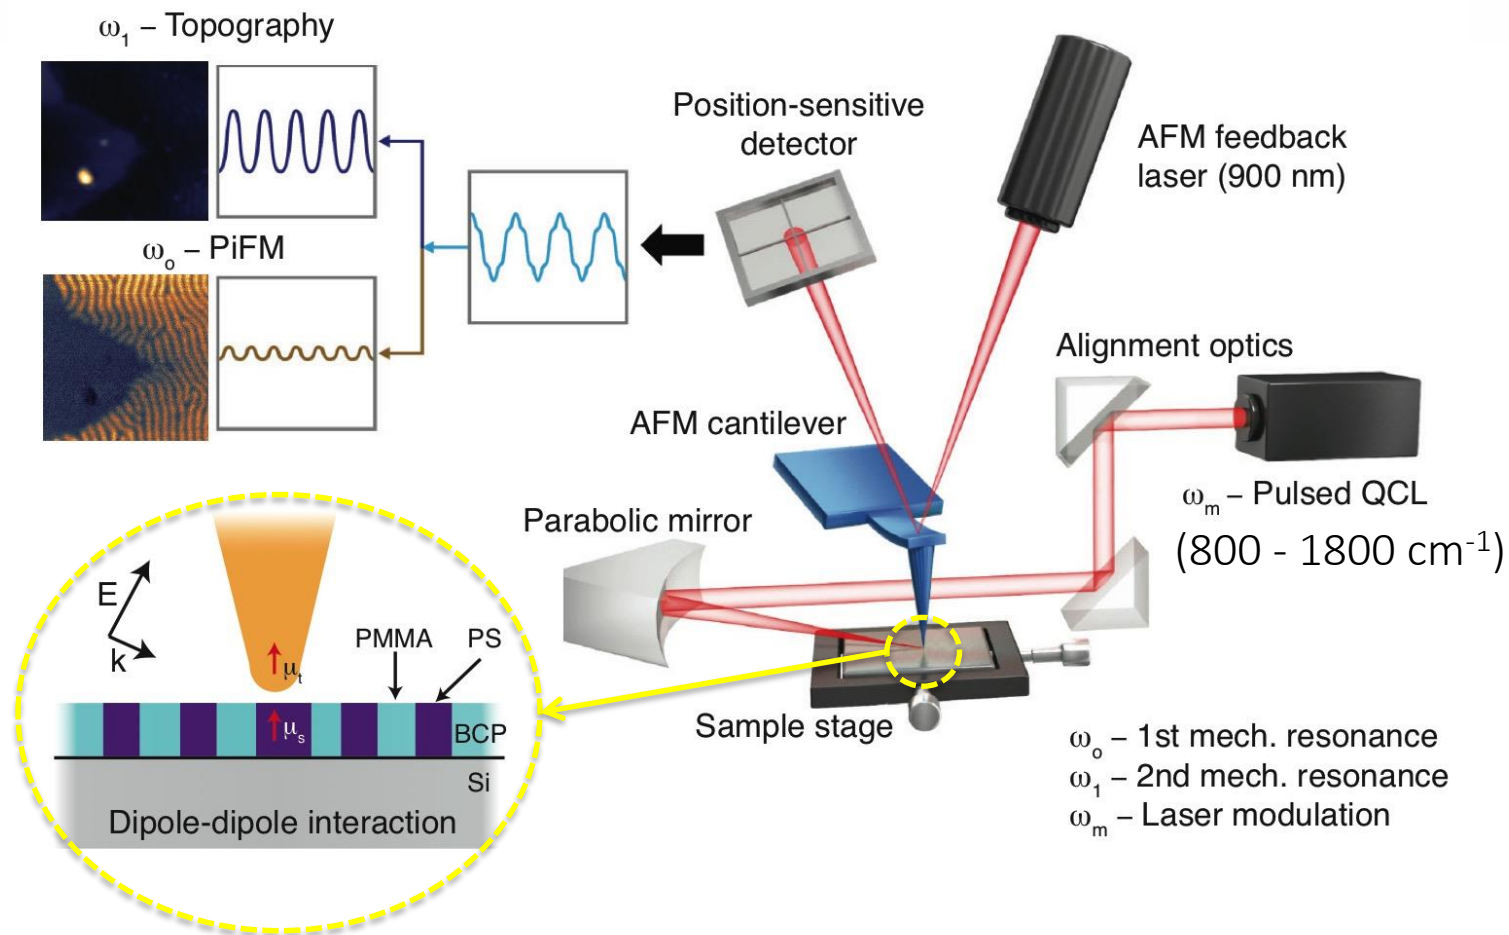 ω₁ – Topography
ωₒ – PiFM
Position-sensitive
detector
AFM feedback
laser (900 nm)
Alignment optics
AFM cantilever
ωₘ – Pulsed QCL
(800 - 1800 cm⁻¹)
Parabolic mirror
Sample stage
E
k
PMMA
PS
μₜ
μₛ
BCP
Si
Dipole-dipole interaction
ωₒ – 1st mech. resonance
ω₁ – 2nd mech. resonance
ωₘ – Laser modulation